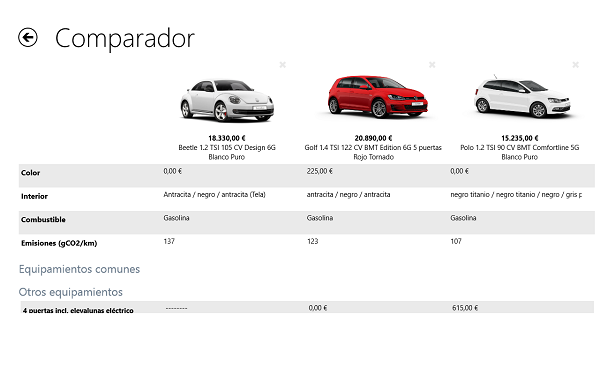 Comparador
18.330,00 €
Beetle 1.2 TSI 105 CV Design 6G
Blanco Puro
20.890,00 €
Golf 1.4 TSI 122 CV BMT Edition 6G 5 puertas
Rojo Tornado
15.235,00 €
Polo 1.2 TSI 90 CV BMT Comfortline 5G
Blanco Puro
Color 0,00 € 225,00 € 0,00 €
Interior Antracita / negro / antracita (Tela) antracita / negro / antracita negro titanio / negro titanio / negro / gris p
Combustible Gasolina Gasolina Gasolina
Emisiones (gCO2/km) 137 123 107
Equipamientos comunes
Otros equipamientos
4 puertas incl. elevalunas eléctrico -------- 0,00 € 615,00 €